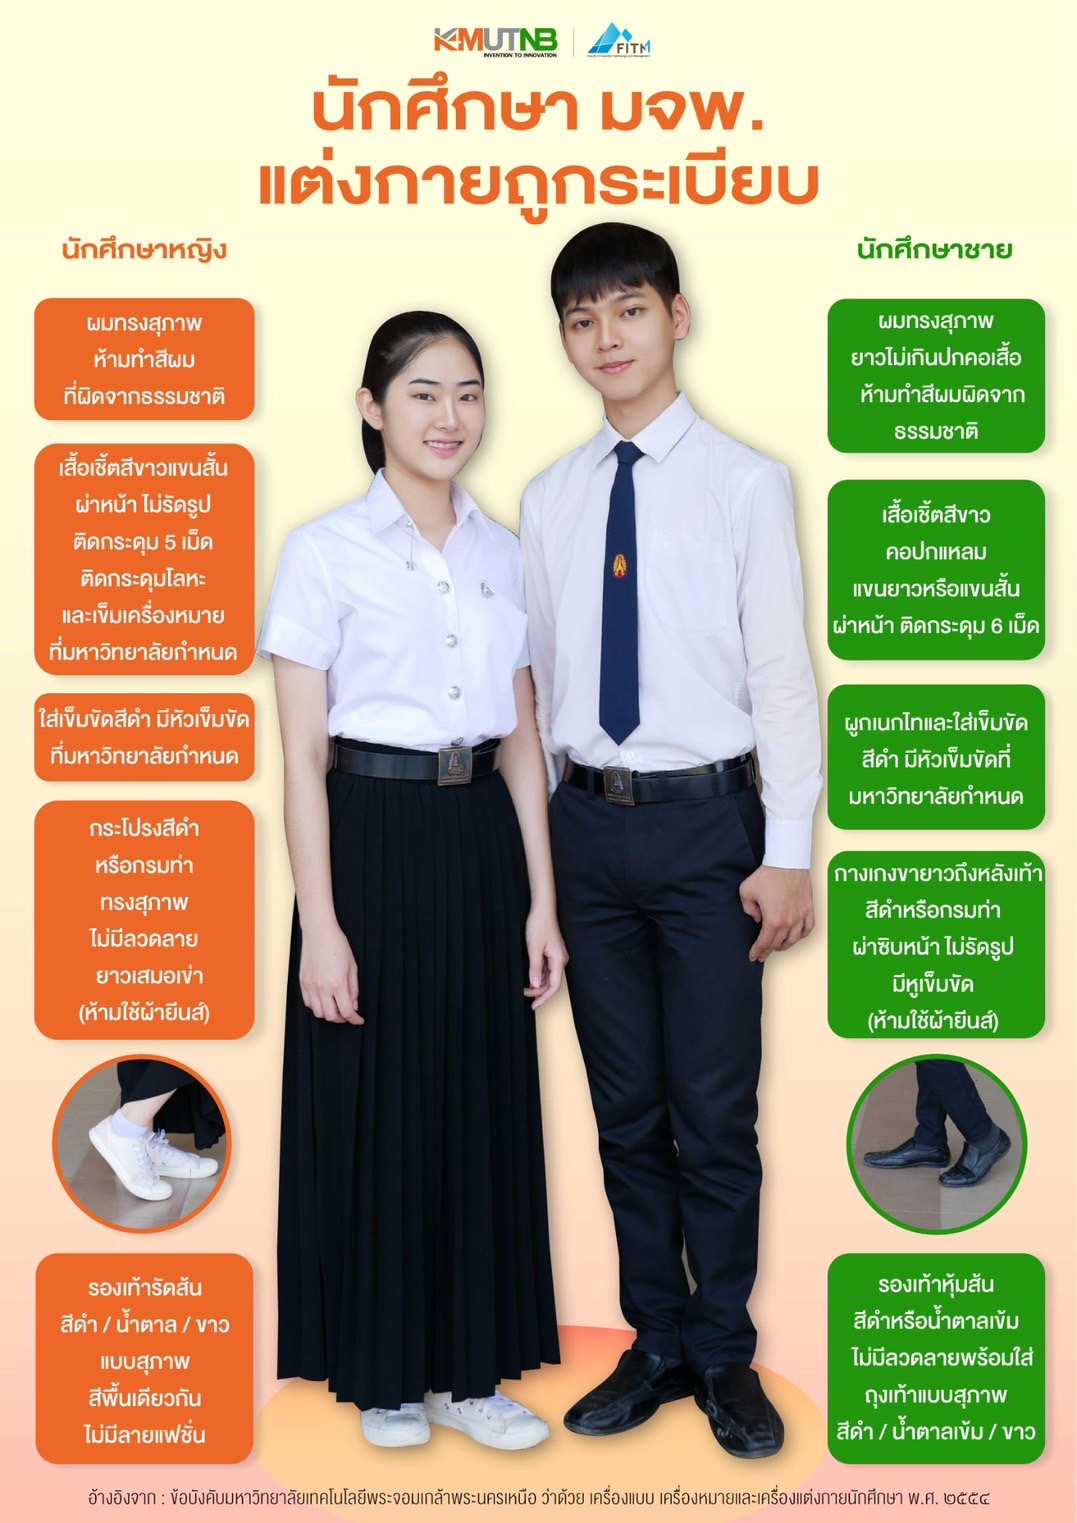 KMUTNB
INVENTION TO INNOVATION
FITM
นักศึกษา มจพ.
แต่งกายถูกระเบียบ
นักศึกษาหญิง
ผมทรงสุภาพ
ห้ามทำสีผม
ที่ผิดจากธรรมชาติ
เสื้อเชิ้ตสีขาวแขนสั้น
ผ่าหน้า ไม่รัดรูป
ติดกระดุม 5 เม็ด
ติดกระดุมโลหะ
และเข็มเครื่องหมาย
ที่มหาวิทยาลัยกำหนด
ใส่เข็มขัดสีดำ มีหัวเข็มขัด
ที่มหาวิทยาลัยกำหนด
กระโปรงสีดำ
หรือกรมท่า
ทรงสุภาพ
ไม่มีลวดลาย
ยาวเสมอเข่า
(ห้ามใช้ผ้ายีนส์)
รองเท้ารัดส้น
สีดำ / น้ำตาล / ขาว
แบบสุภาพ
สีพื้นเดียวกัน
ไม่มีลายแฟชั่น
นักศึกษาชาย
ผมทรงสุภาพ
ยาวไม่เกินปกคอเสื้อ
ห้ามทำสีผมผิดจาก
ธรรมชาติ
เสื้อเชิ้ตสีขาว
คอปกแหลม
แขนยาวหรือแขนสั้น
ผ่าหน้า ติดกระดุม 6 เม็ด
ผูกเนกไทและใส่เข็มขัด
สีดำ มีหัวเข็มขัดที่
มหาวิทยาลัยกำหนด
กางเกงขายาวถึงหลังเท้า
สีดำหรือกรมท่า
ผ่าซิบหน้า ไม่รัดรูป
มีหูเข็มขัด
(ห้ามใช้ผ้ายีนส์)
รองเท้าหุ้มส้น
สีดำหรือน้ำตาลเข้ม
ไม่มีลวดลายพร้อมใส่
ถุงเท้าแบบสุภาพ
สีดำ / น้ำตาลเข้ม / ขาว
อ้างอิงจาก : ข้อบังคับมหาวิทยาลัยเทคโนโลยีพระจอมเกล้าพระนครเหนือ ว่าด้วย เครื่องแบบ เครื่องหมายและเครื่องแต่งกายนักศึกษา พ.ศ. ๒๕๕๔